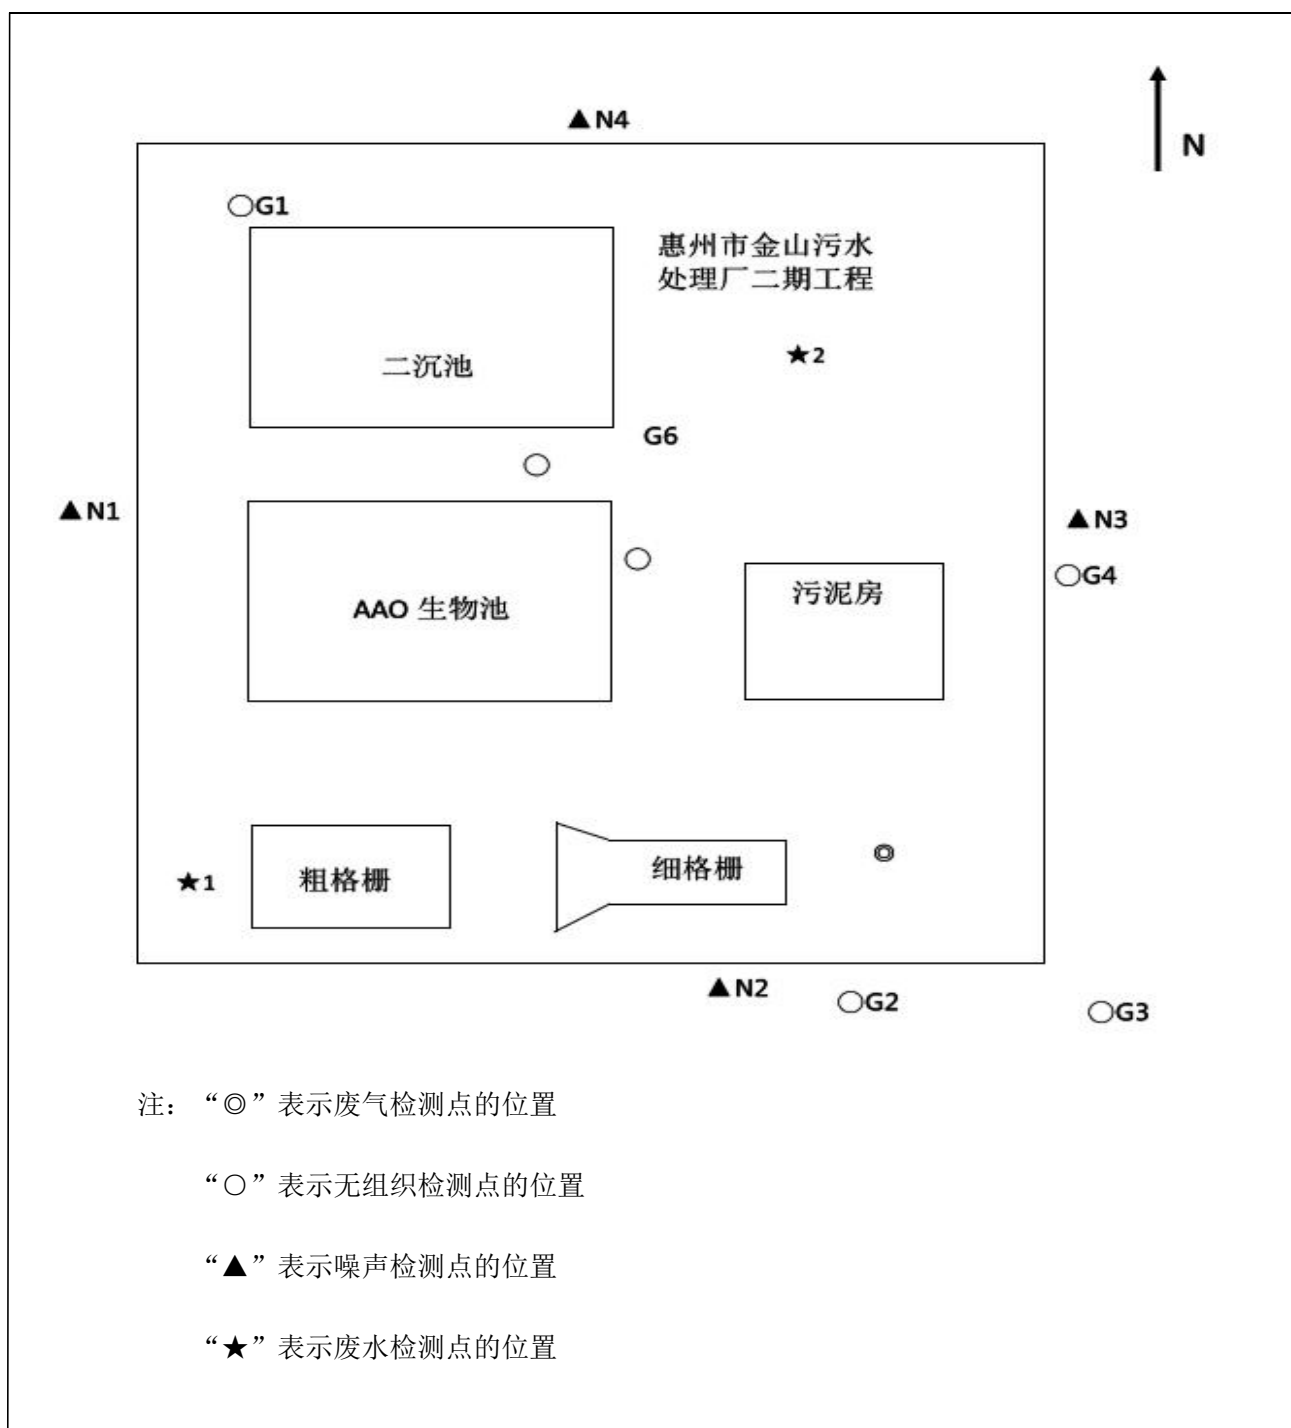 ▲N4
N
○G1
惠州市金山污水
处理厂二期工程
★2
二沉池
G6
▲N1
▲N3
○G4
污泥房
AAO 生物池
细格栅
粗格栅
★1
▲N2
○G2
○G3
注：“◎”表示废气检测点的位置
“○”表示无组织检测点的位置
“▲”表示噪声检测点的位置
“★”表示废水检测点的位置